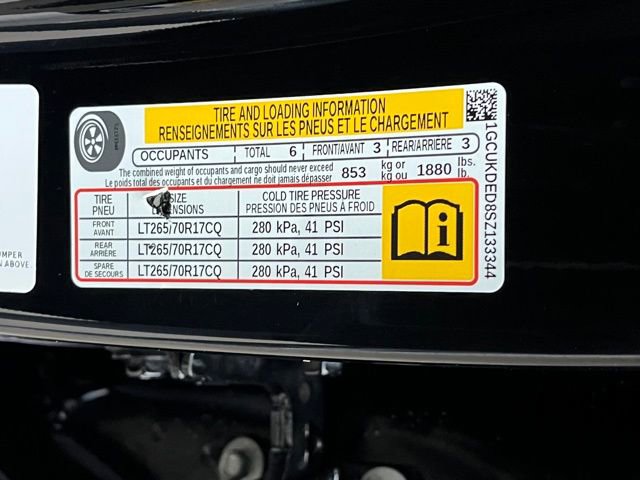 TIRE AND LOADING INFORMATION
RENSEIGNEMENTS SUR LES PNEUS ET LE CHARGEMENT
OCCUPANTS TOTAL 6 FRONT/AVANT 3 REAR/ARRIÈRE 3
The combined weight of occupants and cargo should never exceed 853 kg or 1880 lbs.
Le poids total des occupants et du chargement ne doit jamais dépasser kg ou lb.
TIRE SIZE COLD TIRE PRESSURE
PNEU PRESSION DES PNEUS A FROID
FRONT
AVANT LT265/70R17CQ 280 kPa, 41 PSI
REAR
ARRIÈRE LT265/70R17CQ 280 kPa, 41 PSI
SPARE
DE SECOURS LT265/70R17CQ 280 kPa, 41 PSI
i
1GCUKDED8SZ133344
UMPER
N ABOVE.